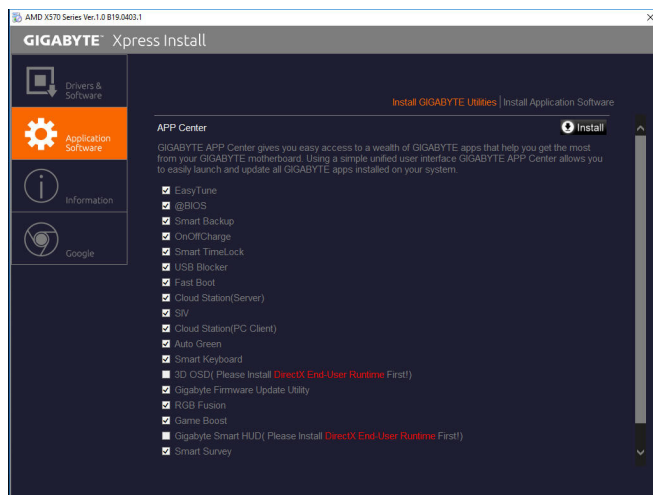 AMD X570 Series Ver.1.0 B19.0403.1
GIGABYTE™ Xpress Install
Drivers &
Software
Application
Software
Information
Google
Install GIGABYTE Utilities | Install Application Software
APP Center
Install
GIGABYTE APP Center gives you easy access to a wealth of GIGABYTE apps that help you get the most
from your GIGABYTE motherboard. Using a simple unified user interface GIGABYTE APP Center allows you
to easily launch and update all GIGABYTE apps installed on your system.
EasyTune
@BIOS
Smart Backup
OnOffCharge
Smart TimeLock
USB Blocker
Fast Boot
Cloud Station(Server)
SIV
Cloud Station(PC Client)
Auto Green
Smart Keyboard
3D OSD( Please Install DirectX End-User Runtime First!)
Gigabyte Firmware Update Utility
RGB Fusion
Game Boost
Gigabyte Smart HUD( Please Install DirectX End-User Runtime First!)
Smart Survey